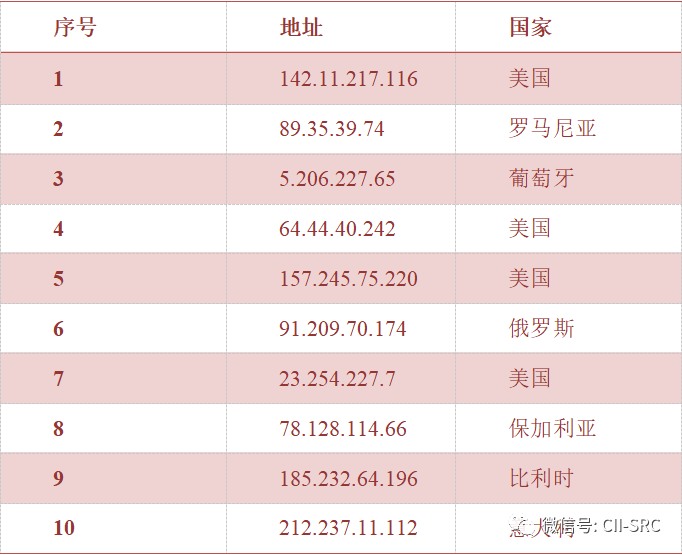 序号 地址 国家
1 142.11.217.116 美国
2 89.35.39.74 罗马尼亚
3 5.206.227.65 葡萄牙
4 64.44.40.242 美国
5 157.245.75.220 美国
6 91.209.70.174 俄罗斯
7 23.254.227.7 美国
8 78.128.114.66 保加利亚
9 185.232.64.196 比利时
10 212.237.11.112
微信号: CII-SRC